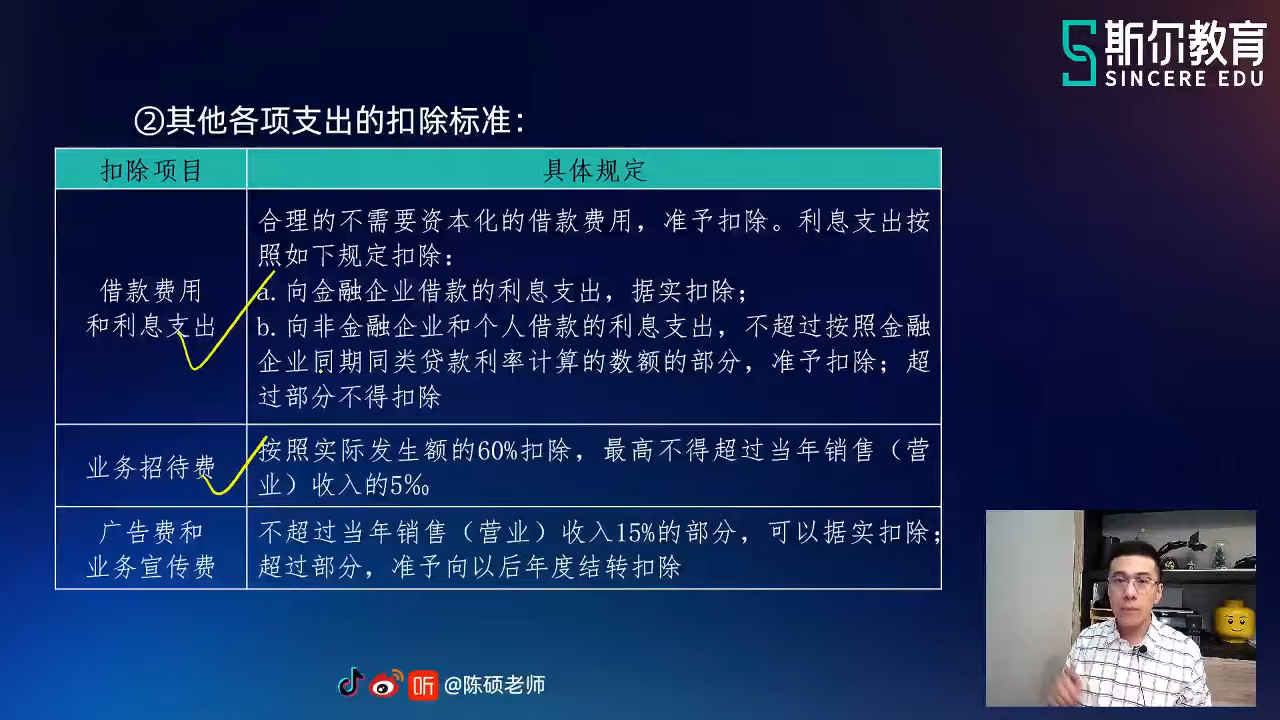 斯尔教育
SINCERE EDU
②其他各项支出的扣除标准：
扣除项目
具体规定
借款费用
和利息支出
合理的不需要资本化的借款费用，准予扣除。利息支出按
照如下规定扣除：
a.向金融企业借款的利息支出，据实扣除；
b.向非金融企业和个人借款的利息支出，不超过按照金融
企业同期同类贷款利率计算的数额的部分，准予扣除；超
过部分不得扣除
业务招待费
按照实际发生额的60%扣除，最高不得超过当年销售（营
业）收入的5‰
广告费和
业务宣传费
不超过当年销售（营业）收入15%的部分，可以据实扣除；
超过部分，准予向以后年度结转扣除
听 @陈硕老师